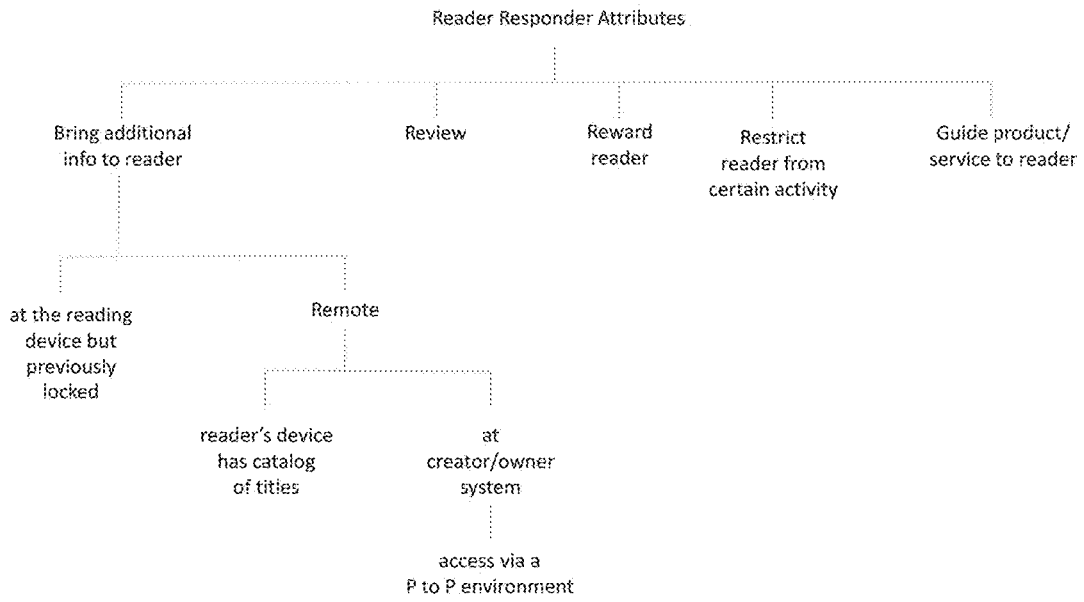 Reader Responder Attributes
Bring additional
info to reader
Review
Reward
reader
Restrict
reader from
certain activity
Guide product/
service to reader
at the reading
device but
previously
locked
Remote
reader's device
has catalog
of titles
at
creator/owner
system
access via a
P to P environment